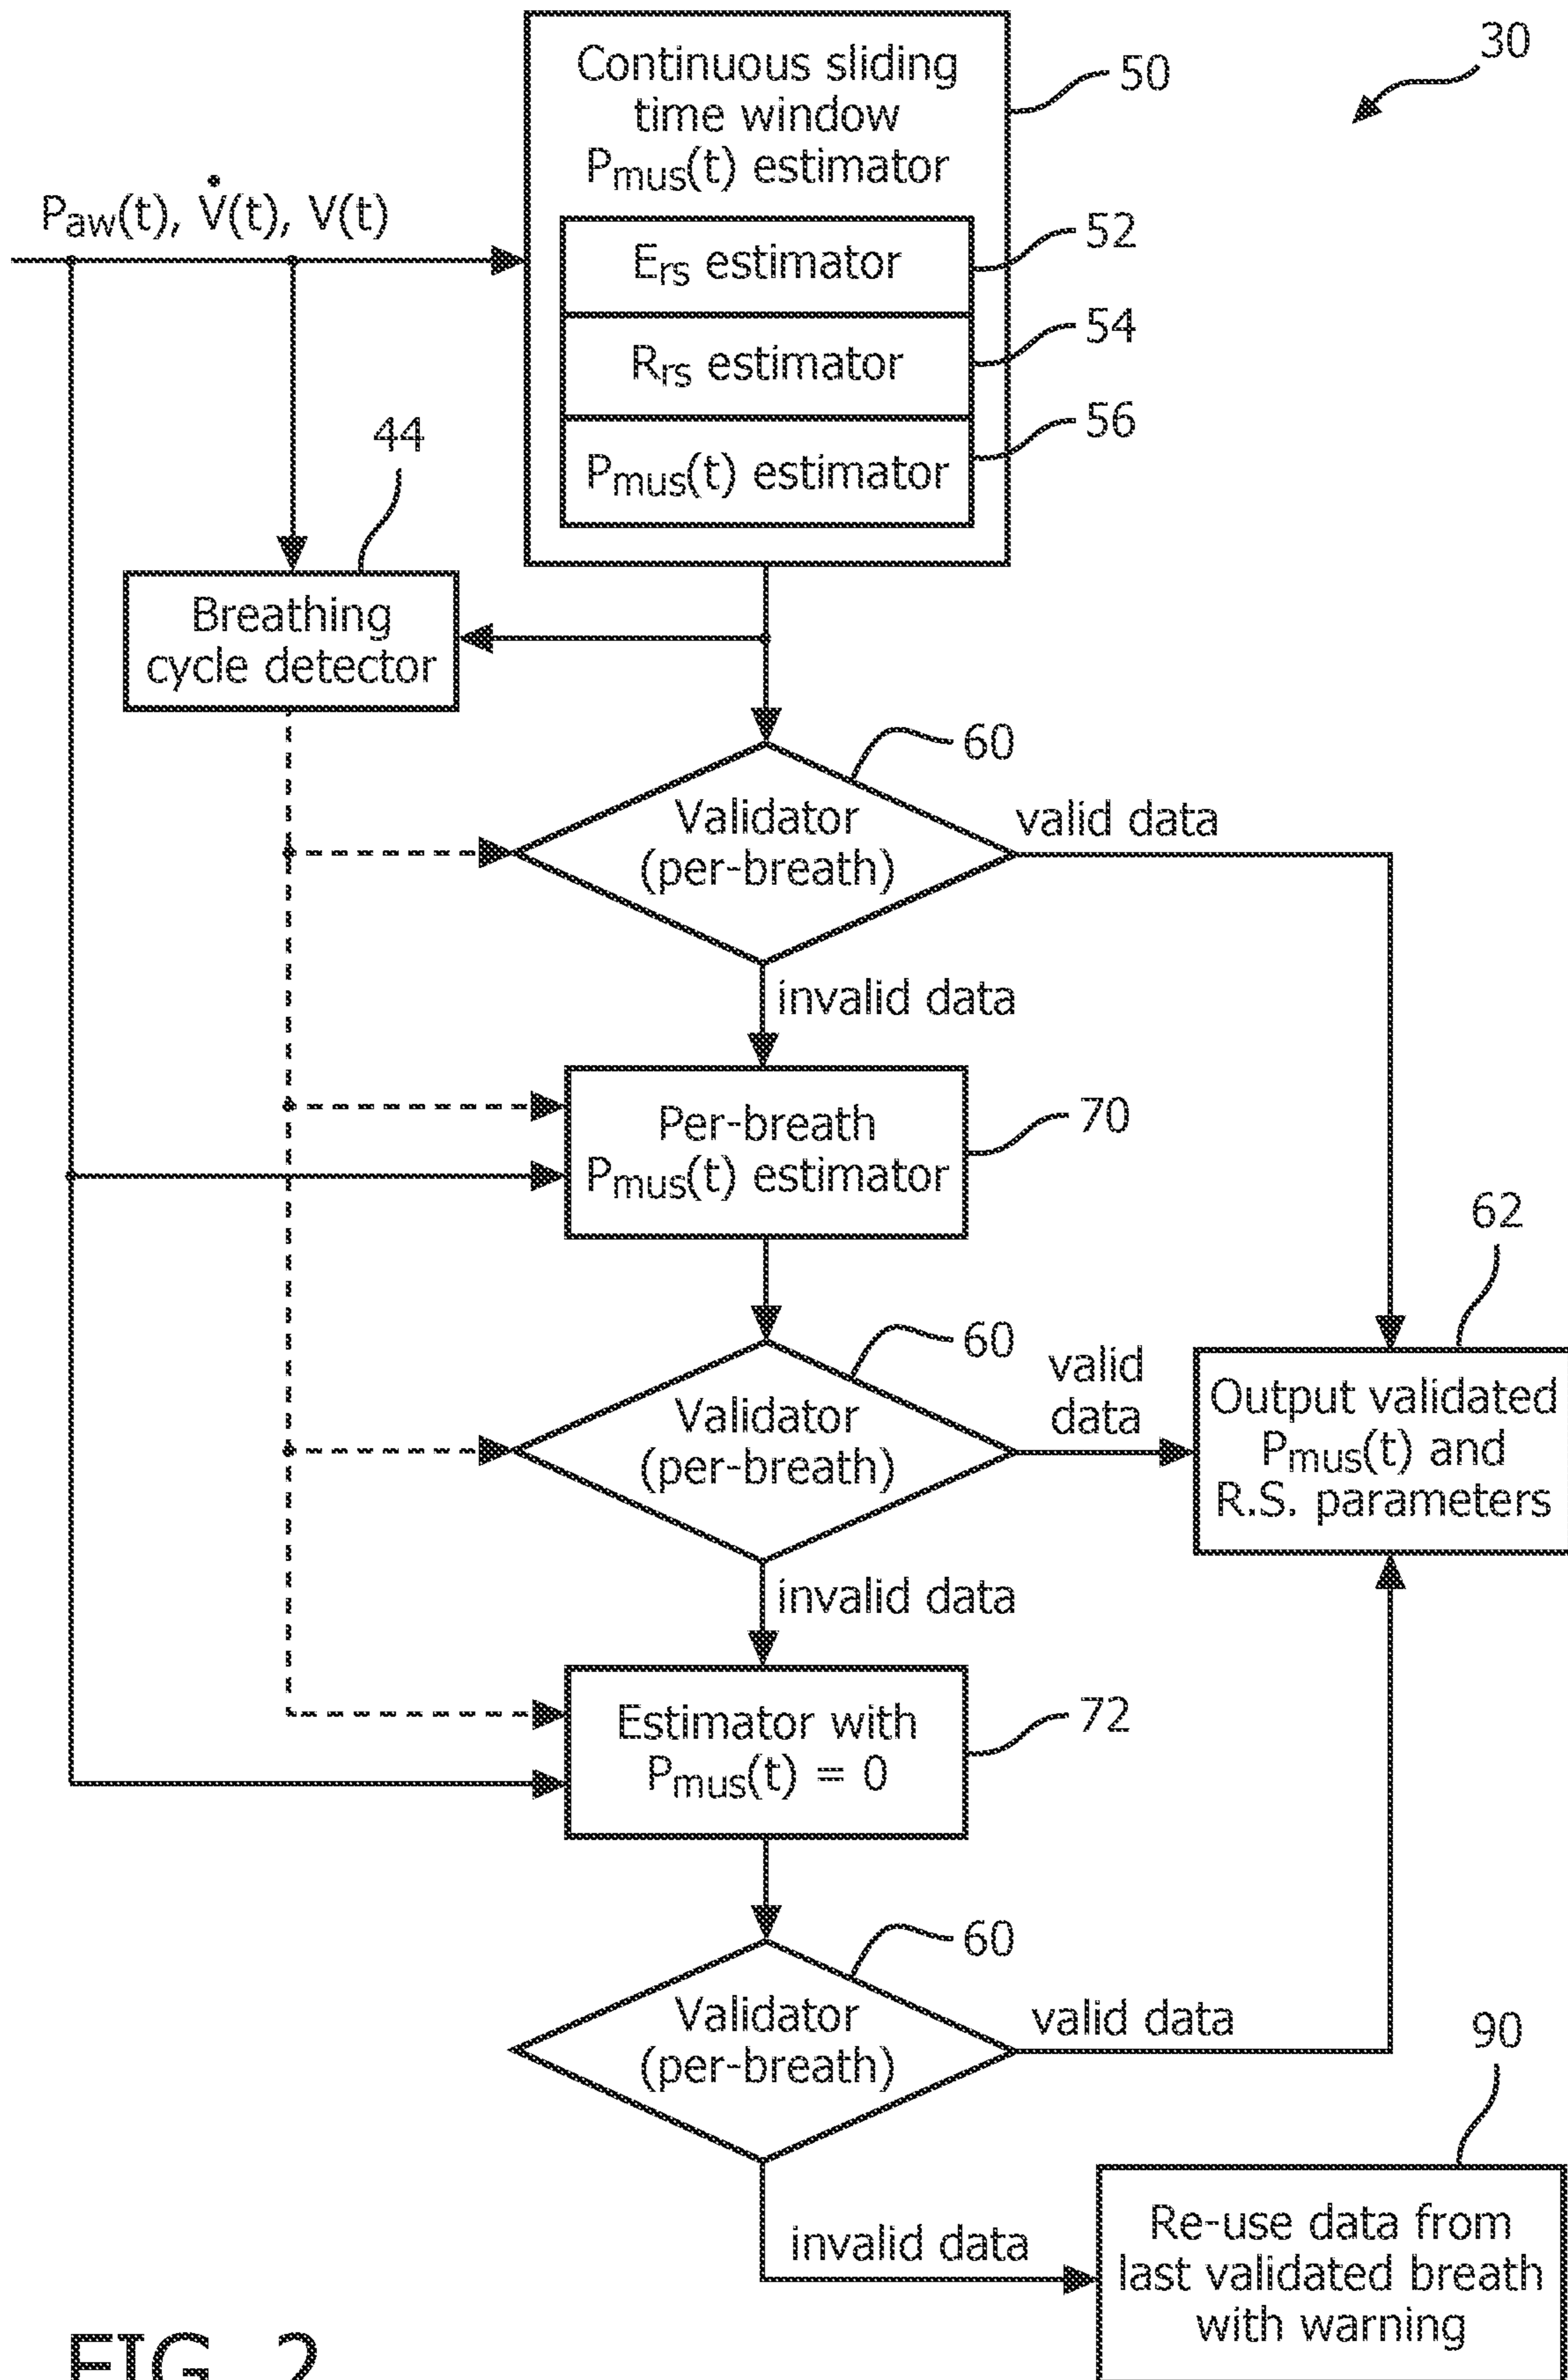 Continuous sliding
time window
Pmus(t) estimator
50
30
Paw(t), V̇(t), V(t)
Ers estimator
52
Rrs estimator
54
Pmus(t) estimator
56
44
Breathing
cycle detector
60
Validator
(per-breath)
valid data
invalid data
Per-breath
Pmus(t) estimator
70
62
60
Validator
(per-breath)
valid
data
Output validated
Pmus(t) and
R.S. parameters
invalid data
Estimator with
Pmus(t) = 0
72
60
Validator
(per-breath)
valid data
90
invalid data
Re-use data from
last validated breath
with warning
FIG. 2